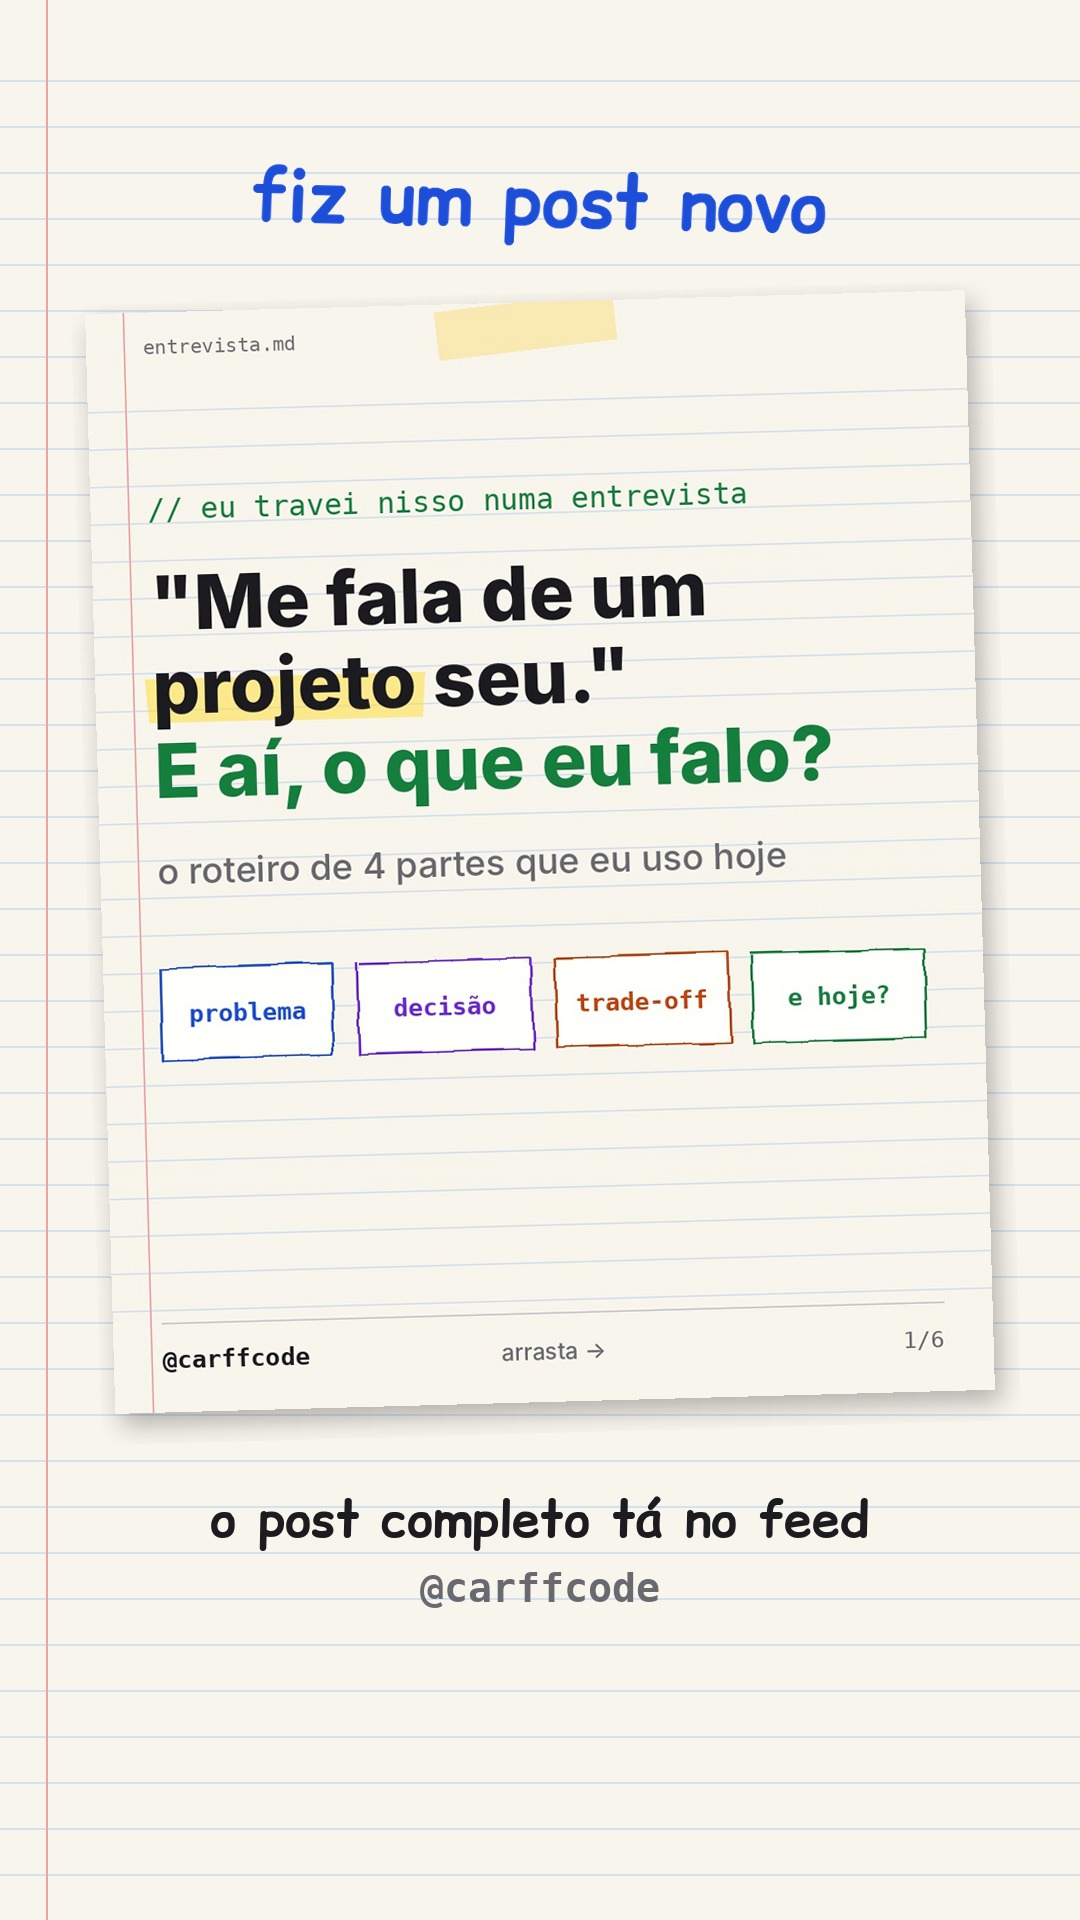 fiz um post novo
entrevista.md
// eu travei nisso numa entrevista
"Me fala de um
projeto seu."
E aí, o que eu falo?
o roteiro de 4 partes que eu uso hoje
problema
decisão
trade-off
e hoje?
@carffcode
arrasta →
1/6
o post completo tá no feed
@carffcode